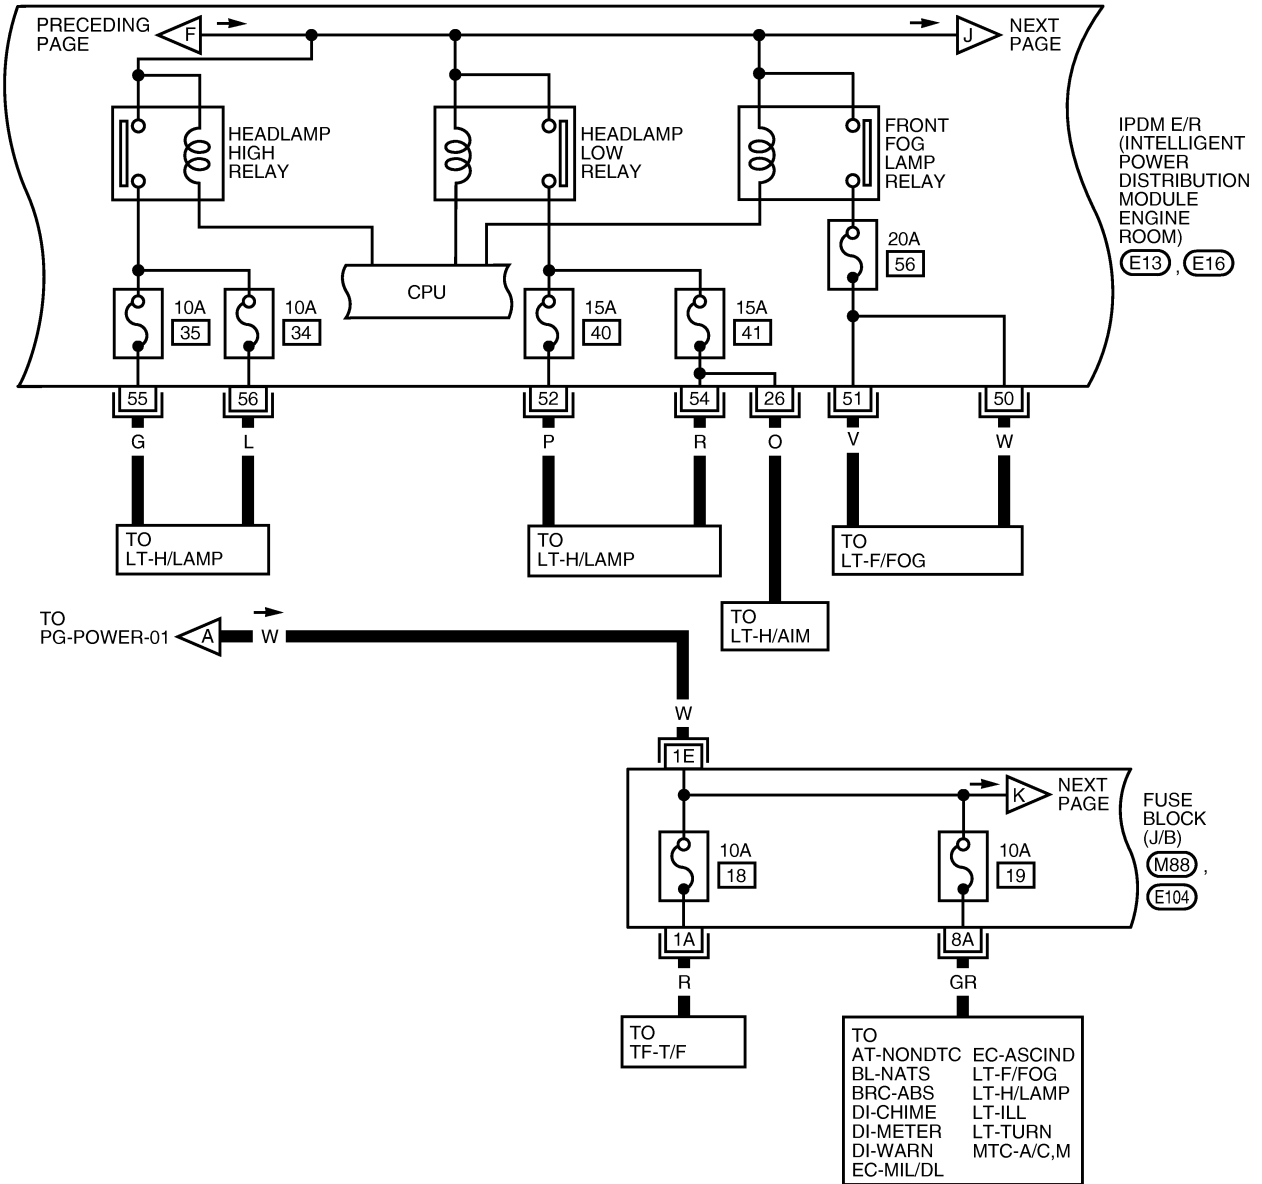 PRECEDING
PAGE
F
J
NEXT
PAGE
HEADLAMP
HIGH
RELAY
HEADLAMP
LOW
RELAY
FRONT
FOG
LAMP
RELAY
IPDM E/R
(INTELLIGENT
POWER
DISTRIBUTION
MODULE
ENGINE
ROOM)
E13 , E16
20A
56
CPU
10A
35
10A
34
15A
40
15A
41
55
56
52
54
26
51
50
G
L
P
R
O
V
W
TO
LT-H/LAMP
TO
LT-H/LAMP
TO
LT-F/FOG
TO
LT-H/AIM
TO
PG-POWER-01
A
W
W
1E
K
NEXT
PAGE
FUSE
BLOCK
(J/B)
M88 ,
E104
10A
18
10A
19
1A
8A
R
GR
TO
TF-T/F
TO
AT-NONDTC EC-ASCIND
BL-NATS LT-F/FOG
BRC-ABS LT-H/LAMP
DI-CHIME LT-ILL
DI-METER LT-TURN
DI-WARN MTC-A/C,M
EC-MIL/DL